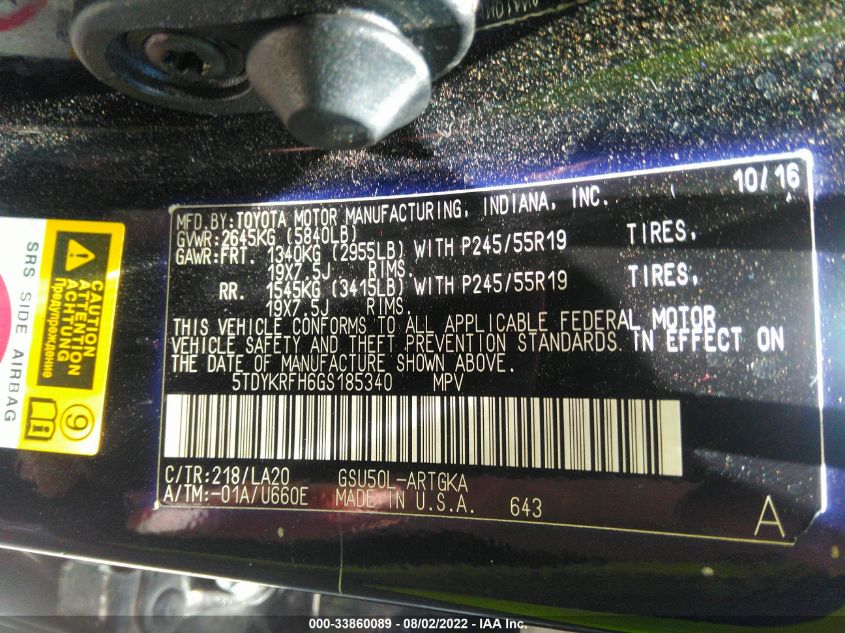 10/16
MFD. BY: TOYOTA MOTOR MANUFACTURING, INDIANA, INC.
GVWR: 2645KG (5840LB)
GAWR: FRT. 1340KG (2955LB) WITH P245/55R19 TIRES,
19X7.5J RIMS.
RR. 1545KG (3415LB) WITH P245/55R19 TIRES,
19X7.5J RIMS.
THIS VEHICLE CONFORMS TO ALL APPLICABLE FEDERAL MOTOR
VEHICLE SAFETY AND THEFT PREVENTION STANDARDS IN EFFECT ON
THE DATE OF MANUFACTURE SHOWN ABOVE.
5TDYKRFH6GS185340 MPV
C/TR:218/LA20 GSU50L-ARTGKA
A/TM:-01A/U660E MADE IN U.S.A. 643
A
CAUTION
ATTENTION
ACHTUNG
Предупреждение
SRS SIDE AIRBAG
9
000-33860089 - 08/02/2022 - IAA Inc.